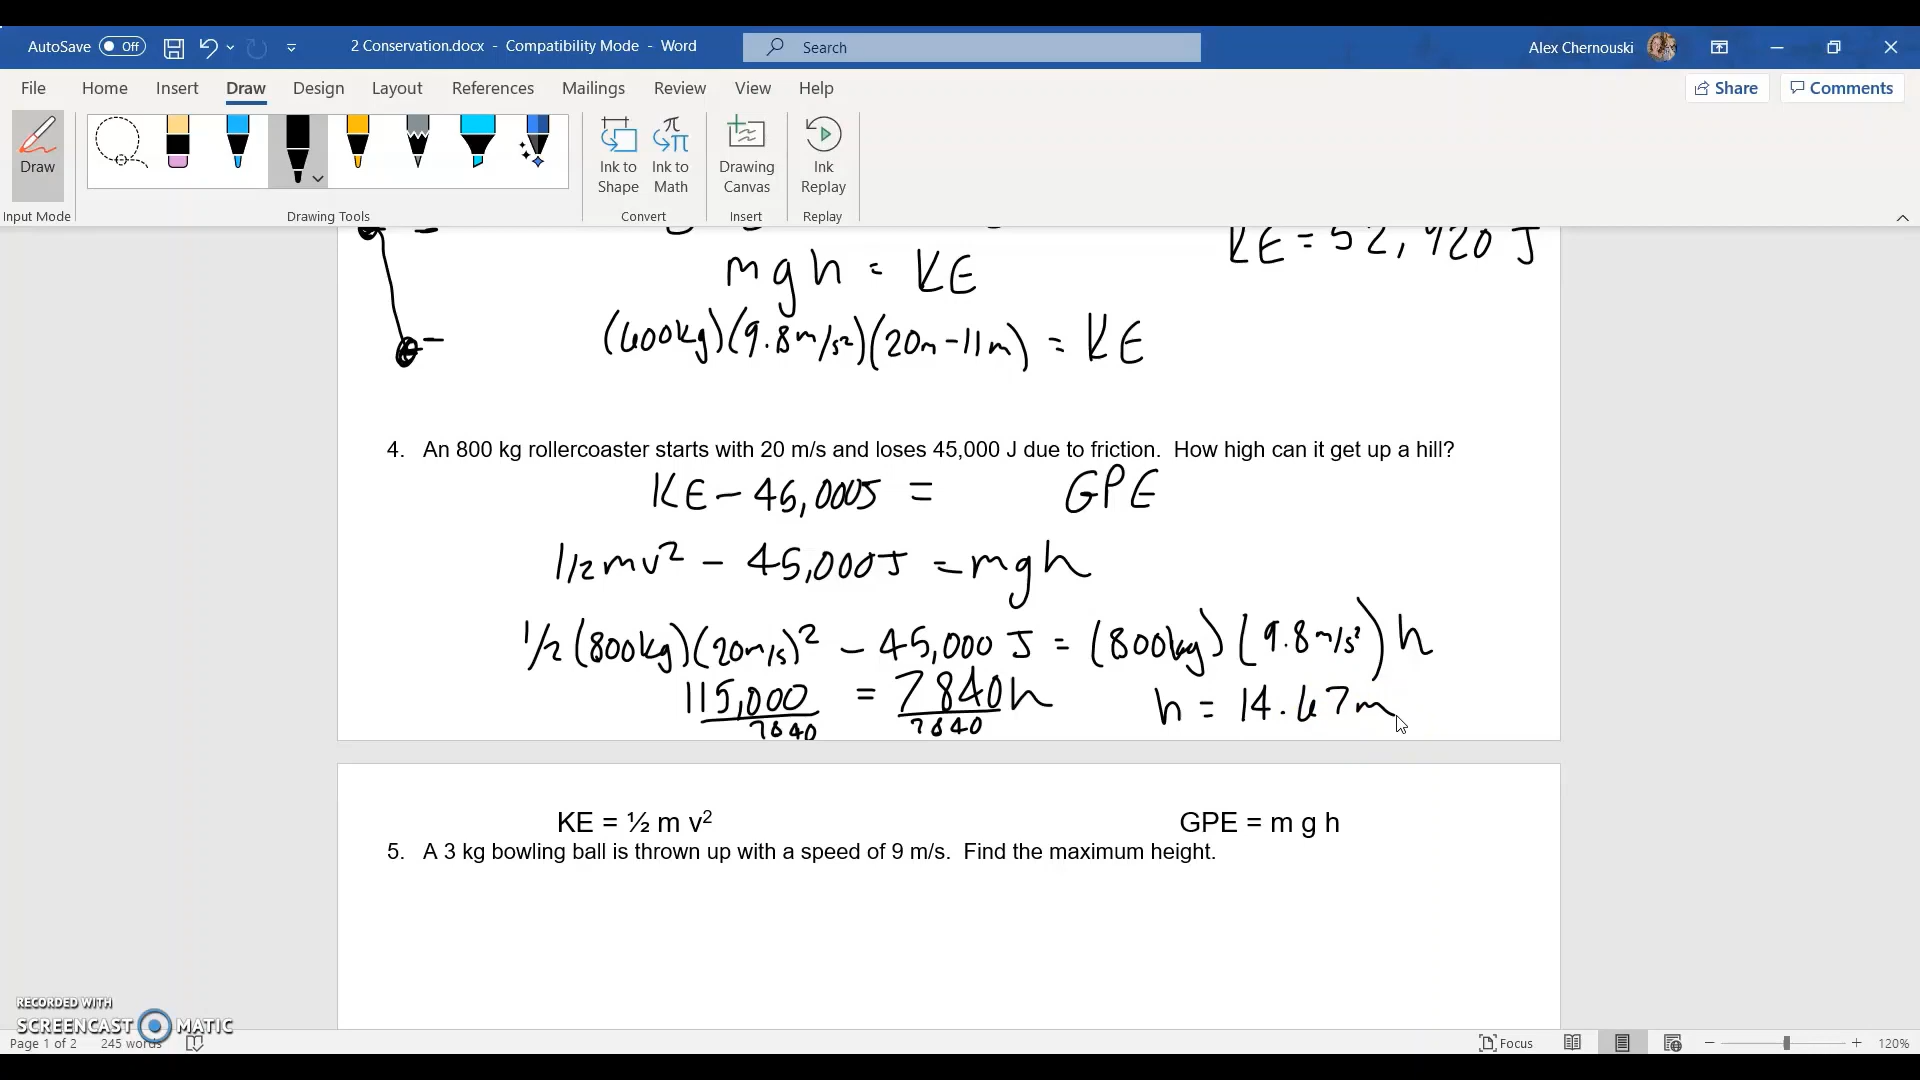 AutoSave Off 2 Conservation.docx - Compatibility Mode - Word Search Alex Chernouski
File Home Insert Draw Design Layout References Mailings Review View Help Share Comments
Draw Ink to Shape Ink to Math Drawing Canvas Ink Replay
Input Mode Drawing Tools Convert Insert Replay
KE = 52,920 J
mgh = KE
(600kg)(9.8m/s²)(20m-11m) = KE
4. An 800 kg rollercoaster starts with 20 m/s and loses 45,000 J due to friction. How high can it get up a hill?
KE - 45,000J = GPE
1/2mv² - 45,000J = mgh
1/2(800kg)(20m/s)² - 45,000 J = (800kg)(9.8m/s²)h
115,000 = 7840h h = 14.67m
7840 7840
KE = ½ m v² GPE = m g h
5. A 3 kg bowling ball is thrown up with a speed of 9 m/s. Find the maximum height.
RECORDED WITH
SCREENCAST MATIC
Page 1 of 2 245 words Focus 120%